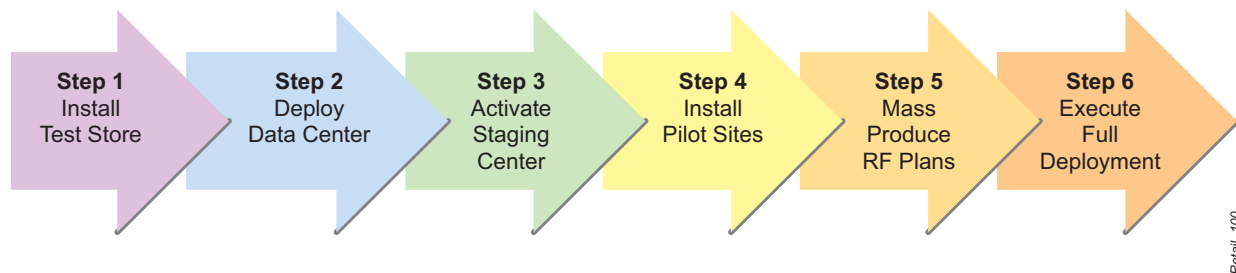 Step 1
Install
Test Store
Step 2
Deploy
Data Center
Step 3
Activate
Staging
Center
Step 4
Install
Pilot Sites
Step 5
Mass
Produce
RF Plans
Step 6
Execute
Full
Deployment
Retail_100